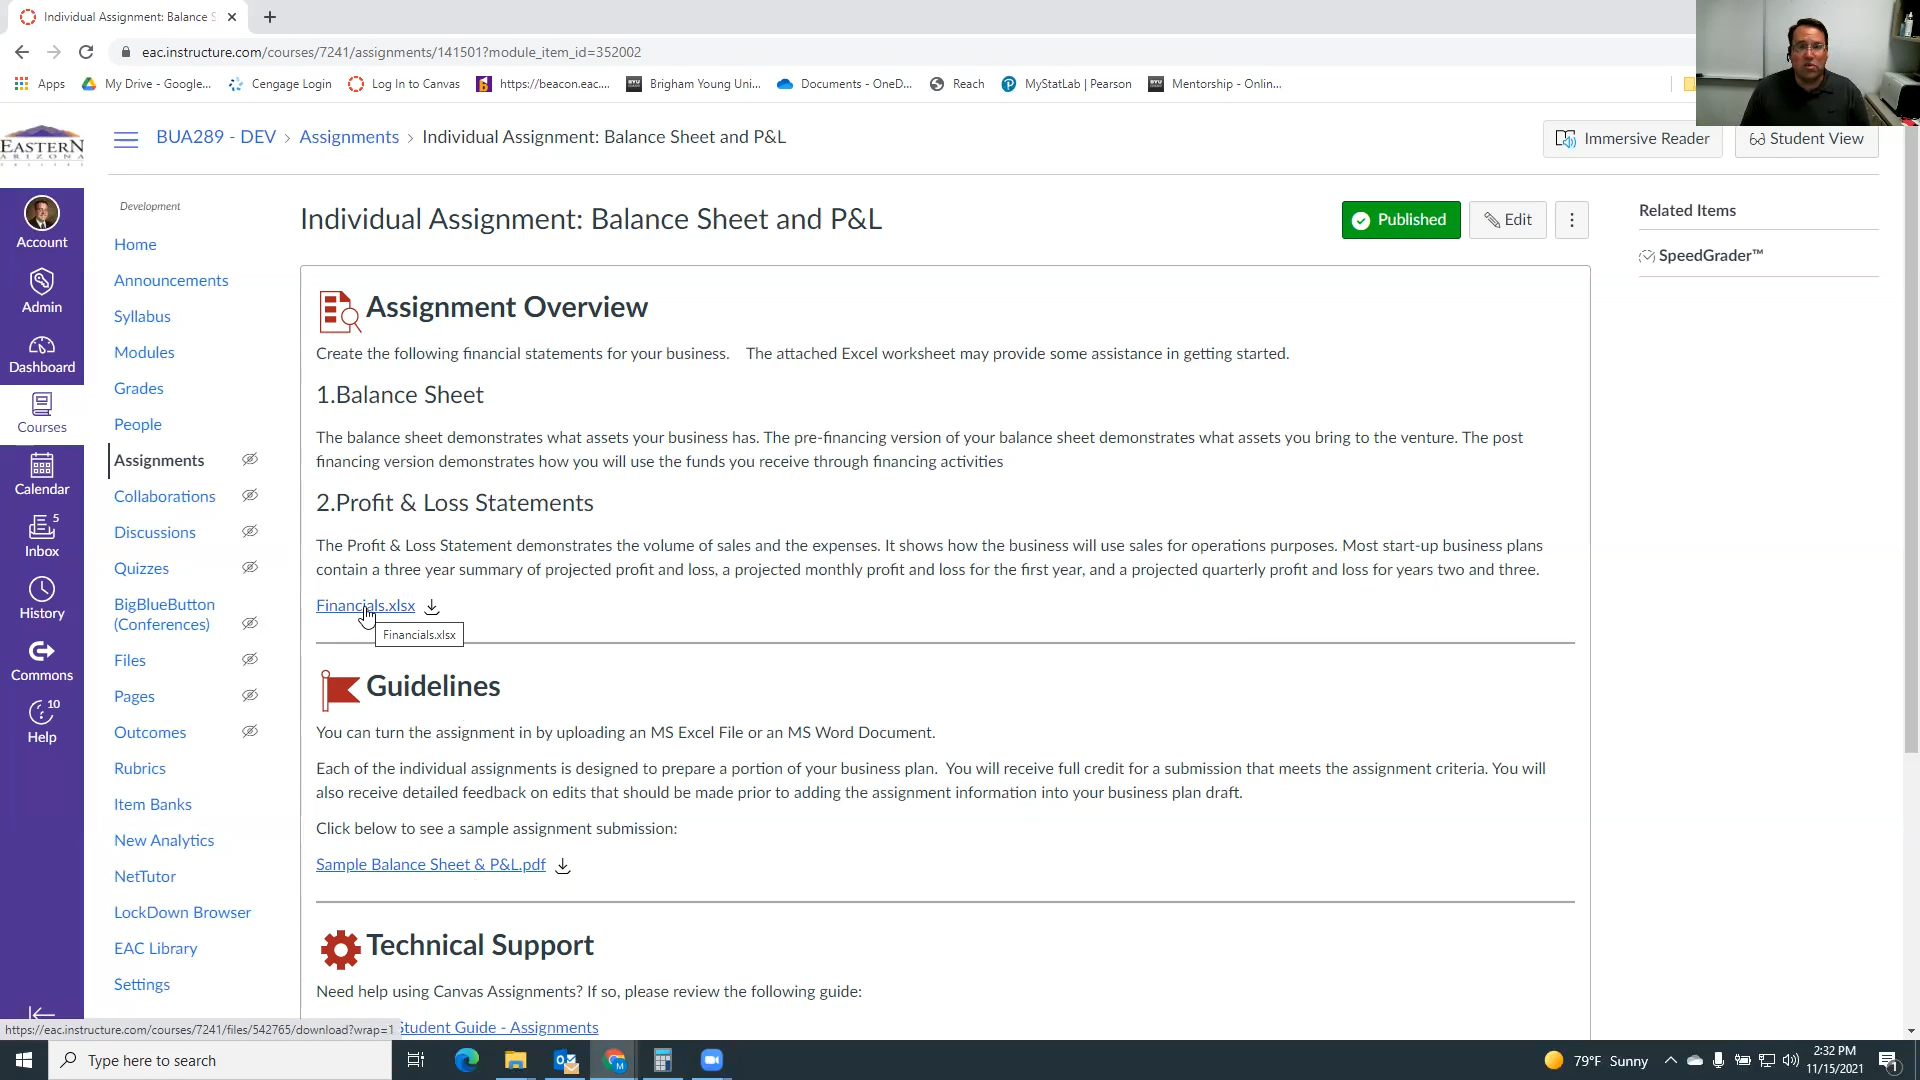 Individual Assignment: Balance S
eac.instructure.com/courses/7241/assignments/141501?module_item_id=352002
Apps
My Drive - Google...
Cengage Login
Log In to Canvas
https://beacon.eac....
Brigham Young Uni...
Documents - OneD...
Reach
MyStatLab | Pearson
Mentorship - Onlin...
EASTERN
ARIZONA
BUA289 - DEV › Assignments › Individual Assignment: Balance Sheet and P&L
Immersive Reader
Student View
Account
Admin
Dashboard
Courses
Calendar
5
Inbox
History
Commons
10
Help
Development
Home
Announcements
Syllabus
Modules
Grades
People
Assignments
Collaborations
Discussions
Quizzes
BigBlueButton
(Conferences)
Files
Pages
Outcomes
Rubrics
Item Banks
New Analytics
NetTutor
LockDown Browser
EAC Library
Settings
Individual Assignment: Balance Sheet and P&L
Published
Edit
Related Items
SpeedGrader™
Assignment Overview
Create the following financial statements for your business. The attached Excel worksheet may provide some assistance in getting started.
1.Balance Sheet
The balance sheet demonstrates what assets your business has. The pre-financing version of your balance sheet demonstrates what assets you bring to the venture. The post
financing version demonstrates how you will use the funds you receive through financing activities
2.Profit & Loss Statements
The Profit & Loss Statement demonstrates the volume of sales and the expenses. It shows how the business will use sales for operations purposes. Most start-up business plans
contain a three year summary of projected profit and loss, a projected monthly profit and loss for the first year, and a projected quarterly profit and loss for years two and three.
Financials.xlsx
Financials.xlsx
Guidelines
You can turn the assignment in by uploading an MS Excel File or an MS Word Document.
Each of the individual assignments is designed to prepare a portion of your business plan. You will receive full credit for a submission that meets the assignment criteria. You will
also receive detailed feedback on edits that should be made prior to adding the assignment information into your business plan draft.
Click below to see a sample assignment submission:
Sample Balance Sheet & P&L.pdf
Technical Support
Need help using Canvas Assignments? If so, please review the following guide:
Student Guide - Assignments
https://eac.instructure.com/courses/7241/files/542765/download?wrap=1
Type here to search
79°F Sunny
2:32 PM
11/15/2021
1